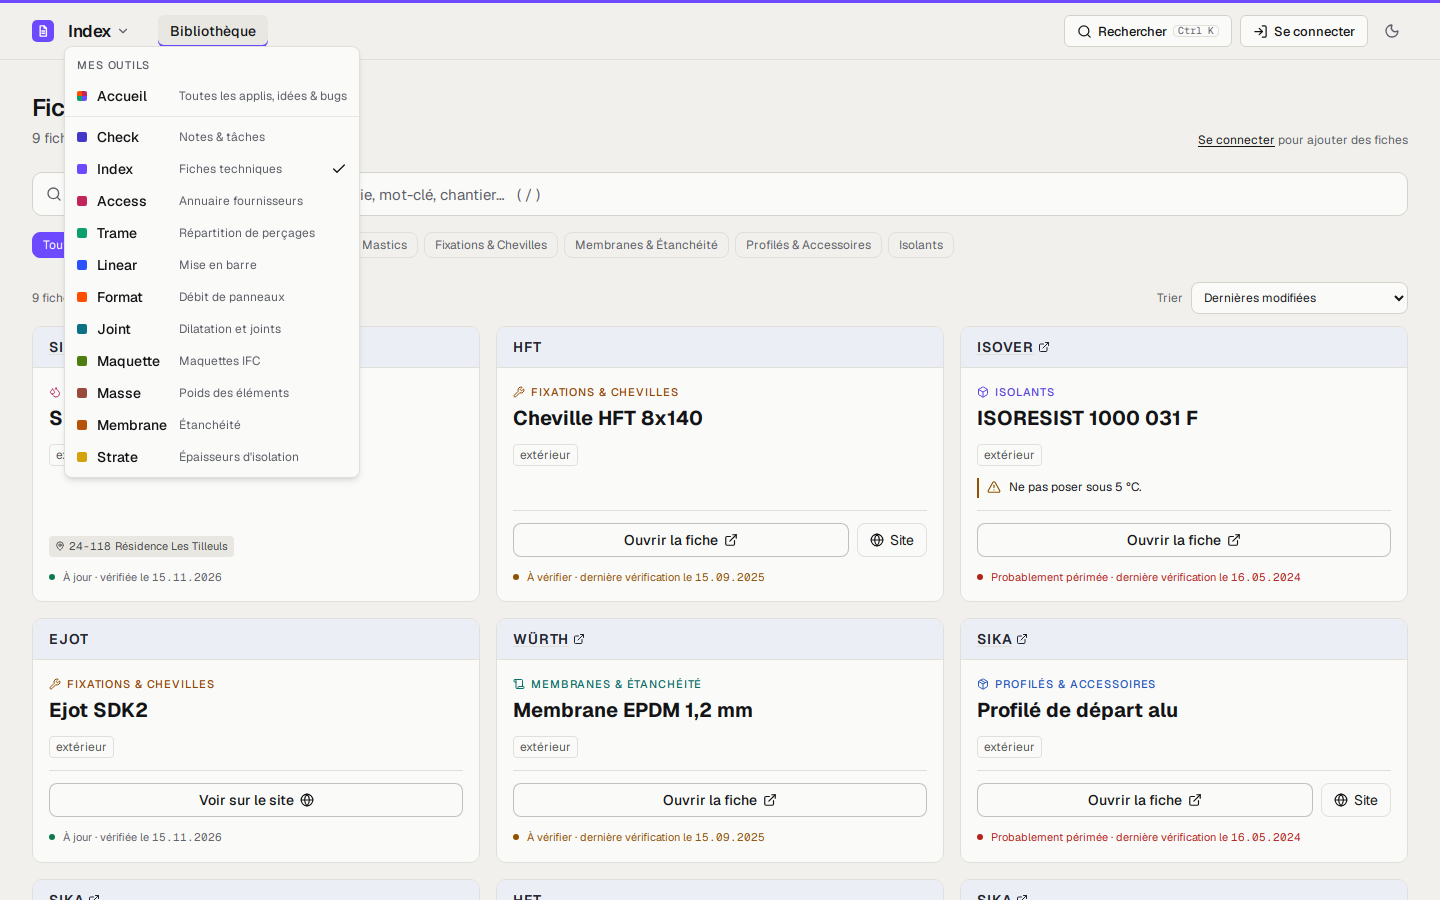 Index
Bibliothèque
Rechercher Ctrl K
Se connecter
MES OUTILS
Accueil Toutes les applis, idées & bugs
Check Notes & tâches
Index Fiches techniques
Access Annuaire fournisseurs
Trame Répartition de perçages
Linear Mise en barre
Format Débit de panneaux
Joint Dilatation et joints
Maquette Maquettes IFC
Masse Poids des éléments
Membrane Étanchéité
Strate Épaisseurs d'isolation
Se connecter pour ajouter des fiches
mot-clé, chantier… ( / )
Mastics
Fixations & Chevilles
Membranes & Étanchéité
Profilés & Accessoires
Isolants
Trier Dernières modifiées
24-118 Résidence Les Tilleuls
À jour · vérifiée le 15.11.2026
HFT
FIXATIONS & CHEVILLES
Cheville HFT 8x140
extérieur
Ouvrir la fiche
Site
À vérifier · dernière vérification le 15.09.2025
ISOVER
ISOLANTS
ISORESIST 1000 031 F
extérieur
Ne pas poser sous 5 °C.
Ouvrir la fiche
Probablement périmée · dernière vérification le 16.05.2024
EJOT
FIXATIONS & CHEVILLES
Ejot SDK2
extérieur
Voir sur le site
À jour · vérifiée le 15.11.2026
WÜRTH
MEMBRANES & ÉTANCHÉITÉ
Membrane EPDM 1,2 mm
extérieur
Ouvrir la fiche
À vérifier · dernière vérification le 15.09.2025
SIKA
PROFILÉS & ACCESSOIRES
Profilé de départ alu
extérieur
Ouvrir la fiche
Site
Probablement périmée · dernière vérification le 16.05.2024
SIKA
HFT
SIKA